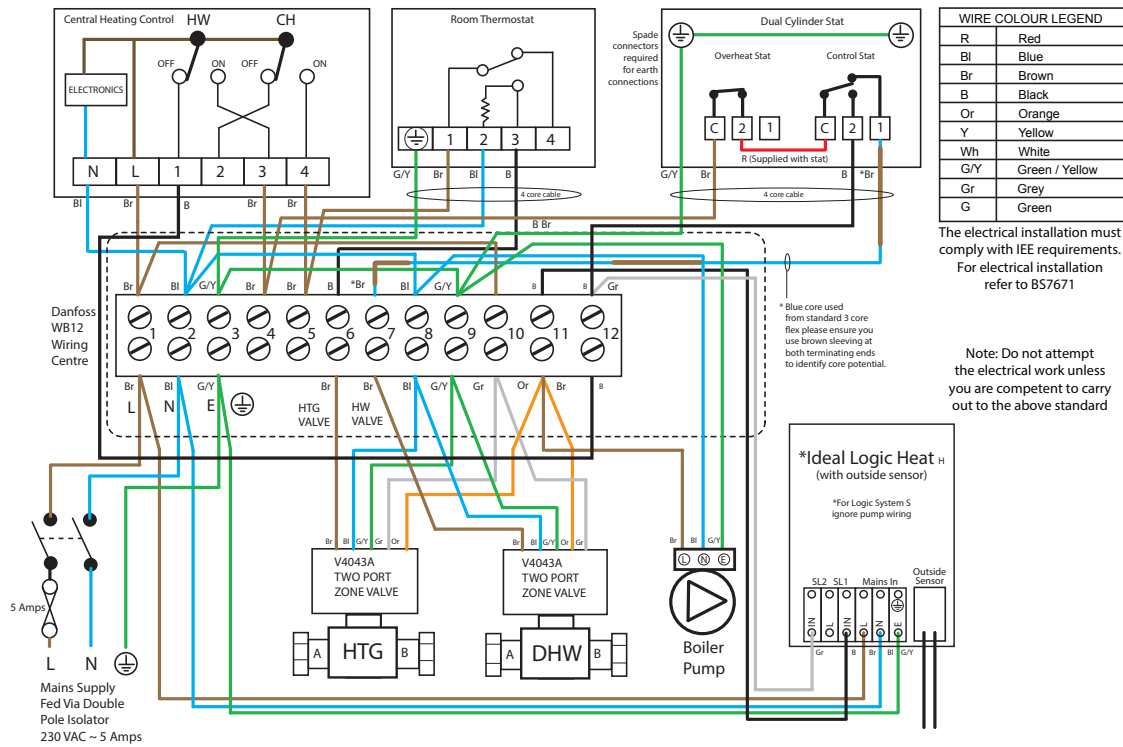 Central Heating Control
HW
CH
OFF
ON
OFF
ON
ELECTRONICS
N L 1 2 3 4
Bl Br B Br Br
Room Thermostat
1 2 3 4
G/Y Br Bl B
4 core cable
Spade
connectors
required
for earth
connections
Dual Cylinder Stat
Overheat Stat
Control Stat
C 2 1
C 2 1
R (Supplied with stat)
G/Y Br B *Br
4 core cable
B Br
WIRE COLOUR LEGEND
R Red
Bl Blue
Br Brown
B Black
Or Orange
Y Yellow
Wh White
G/Y Green / Yellow
Gr Grey
G Green
The electrical installation must
comply with IEE requirements.
For electrical installation
refer to BS7671
Note: Do not attempt
the electrical work unless
you are competent to carry
out to the above standard
* Blue core used
from standard 3 core
flex please ensure you
use brown sleeving at
both terminating ends
to identify core potential.
Danfoss
WB12
Wiring
Centre
Br Bl G/Y Br Br B *Br Bl G/Y B B Gr
1 2 3 4 5 6 7 8 9 10 11 12
Br Bl G/Y Br Br Bl G/Y Gr Or Br B
L N E
HTG
VALVE
HW
VALVE
5 Amps
L N
Mains Supply
Fed Via Double
Pole Isolator
230 VAC ~ 5 Amps
Br Bl G/Y Gr Or
V4043A
TWO PORT
ZONE VALVE
A HTG B
Br Bl G/Y Or Gr
V4043A
TWO PORT
ZONE VALVE
A DHW B
Br Bl G/Y
L N E
Boiler
Pump
*Ideal Logic Heat H
(with outside sensor)
*For Logic System S
ignore pump wiring
SL2 SL1 Mains In
Outside
Sensor
IN L IN L N E
Gr B Br Bl G/Y